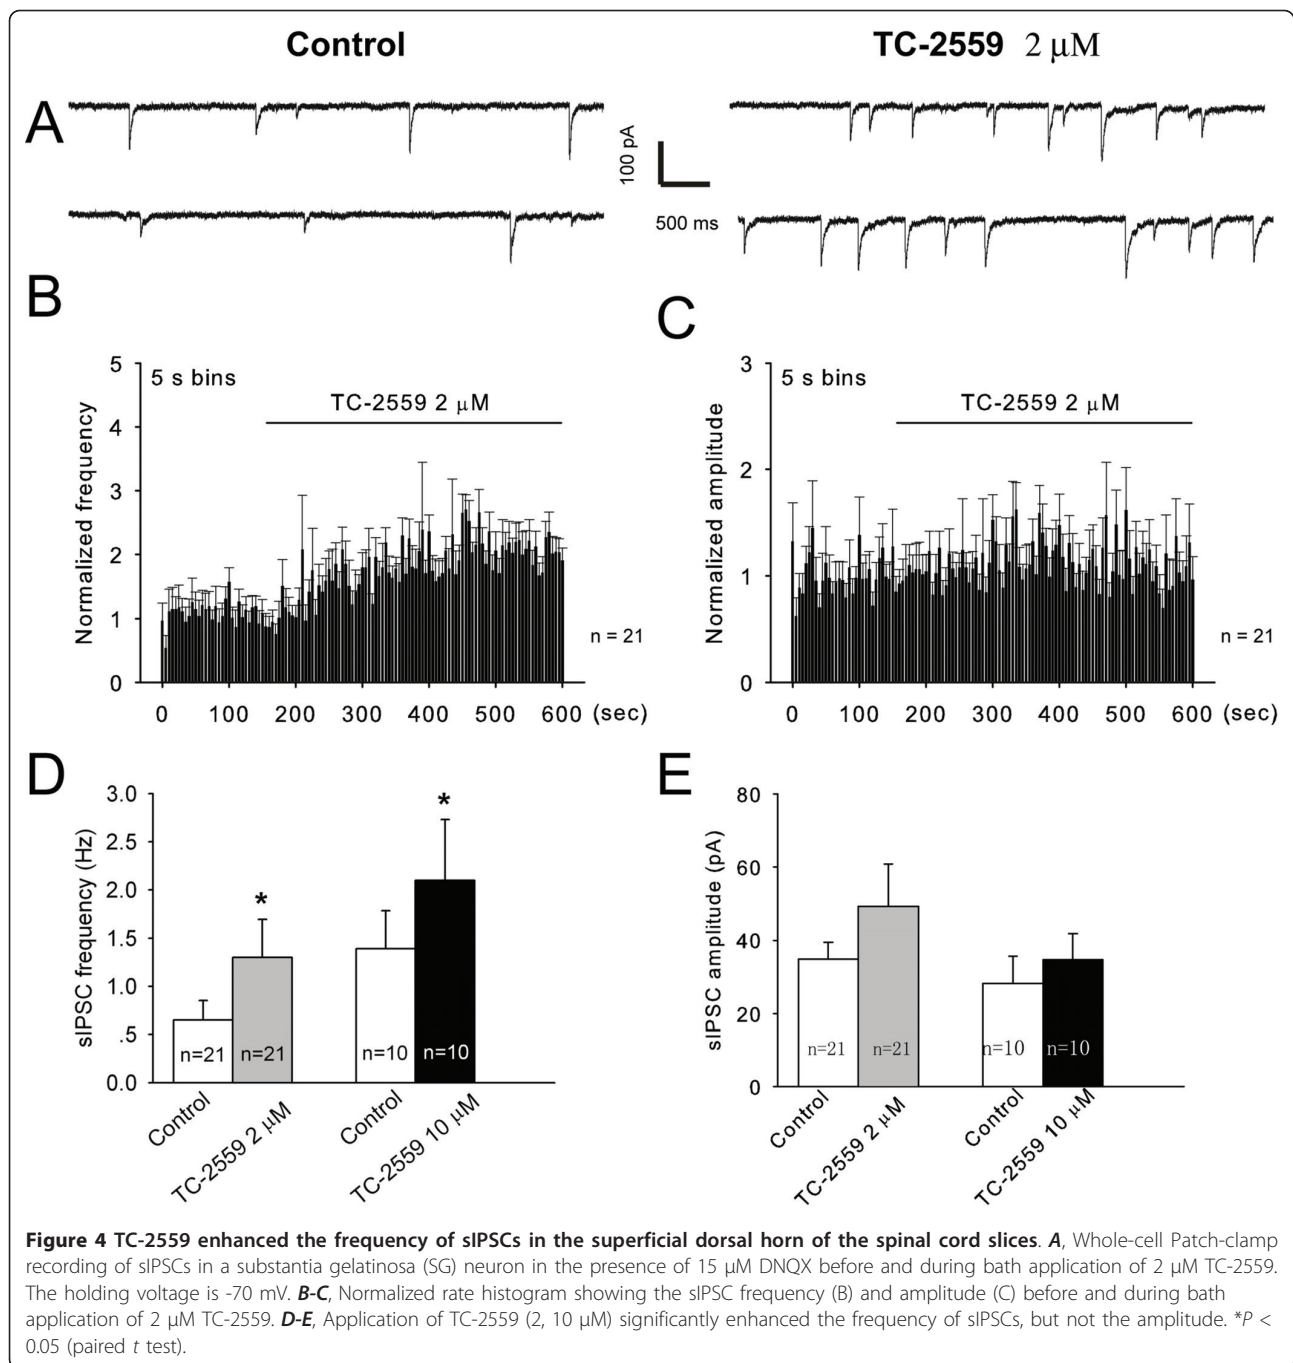 Control
TC-2559 2 µM
A
100 pA
500 ms
B
5 s bins
TC-2559 2 µM
Normalized frequency
5
4
3
2
1
0
0 100 200 300 400 500 600 (sec)
n = 21
C
5 s bins
TC-2559 2 µM
Normalized amplitude
3
2
1
0
0 100 200 300 400 500 600 (sec)
n = 21
D
sIPSC frequency (Hz)
3.0
2.5
2.0
1.5
1.0
.5
0.0
*
*
n=21 n=21 n=10 n=10
Control
TC-2559 2 µM
Control
TC-2559 10 µM
E
sIPSC amplitude (pA)
80
60
40
20
0
n=21 n=21 n=10 n=10
Control
TC-2559 2 µM
Control
TC-2559 10 µM
Figure 4 TC-2559 enhanced the frequency of sIPSCs in the superficial dorsal horn of the spinal cord slices. A, Whole-cell Patch-clamp
recording of sIPSCs in a substantia gelatinosa (SG) neuron in the presence of 15 µM DNQX before and during bath application of 2 µM TC-2559.
The holding voltage is -70 mV. B-C, Normalized rate histogram showing the sIPSC frequency (B) and amplitude (C) before and during bath
application of 2 µM TC-2559. D-E, Application of TC-2559 (2, 10 µM) significantly enhanced the frequency of sIPSCs, but not the amplitude. *P <
0.05 (paired t test).